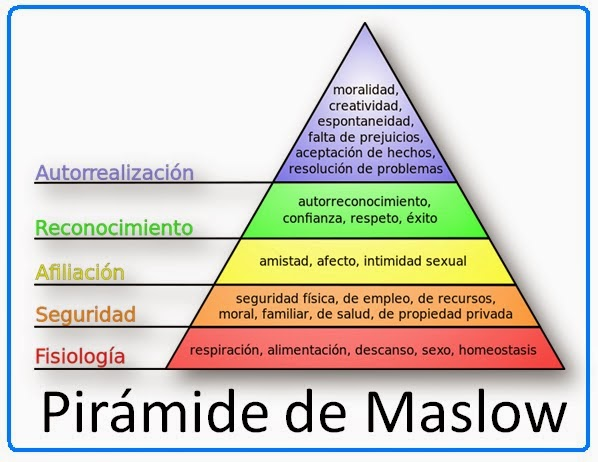 moralidad,
creatividad,
espontaneidad,
falta de prejuicios,
aceptación de hechos,
resolución de problemas
Autorrealización
autorreconocimiento,
confianza, respeto, éxito
Reconocimiento
amistad, afecto, intimidad sexual
Afiliación
seguridad física, de empleo, de recursos,
moral, familiar, de salud, de propiedad privada
Seguridad
respiración, alimentación, descanso, sexo, homeostasis
Fisiología
Pirámide de Maslow